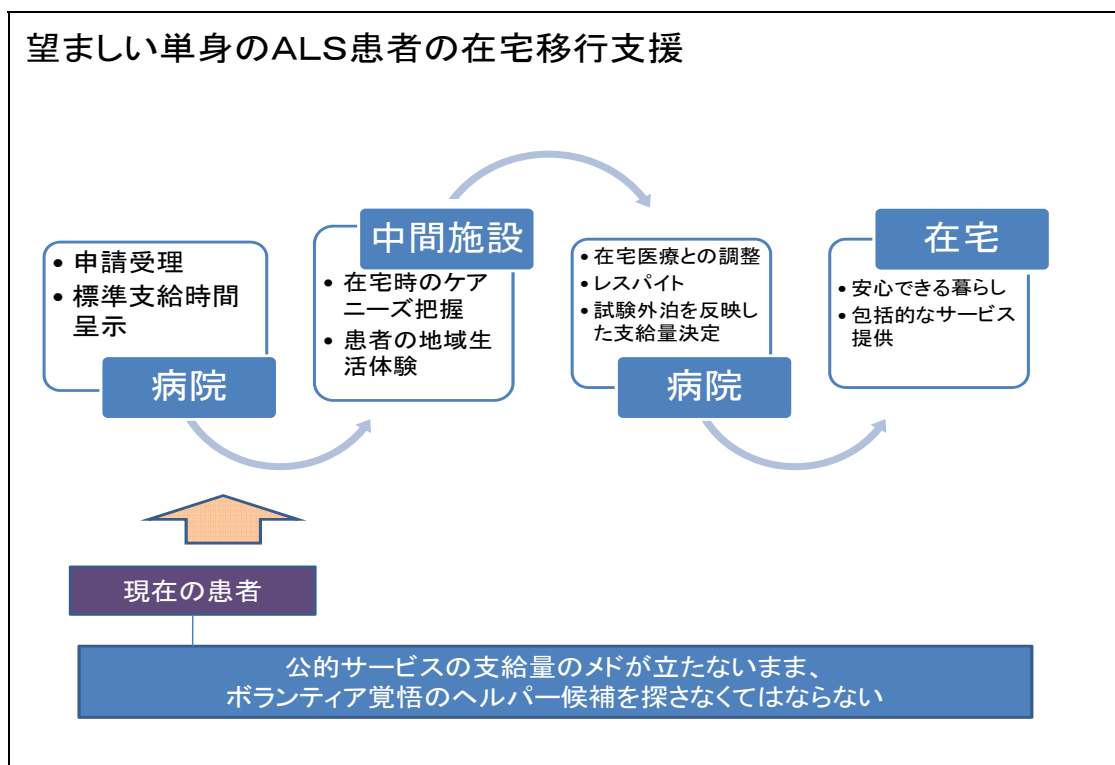 望ましい単身のALS患者の在宅移行支援
• 申請受理
• 標準支給時間
呈示
病院
中間施設
• 在宅時のケア
ニーズ把握
• 患者の地域生
活体験
• 在宅医療との調整
• レスパイト
• 試験外泊を反映し
た支給量決定
病院
在宅
• 安心できる暮らし
• 包括的なサービス
提供
現在の患者
公的サービスの支給量のメドが立たないまま、
ボランティア覚悟のヘルパー候補を探さなくてはならない